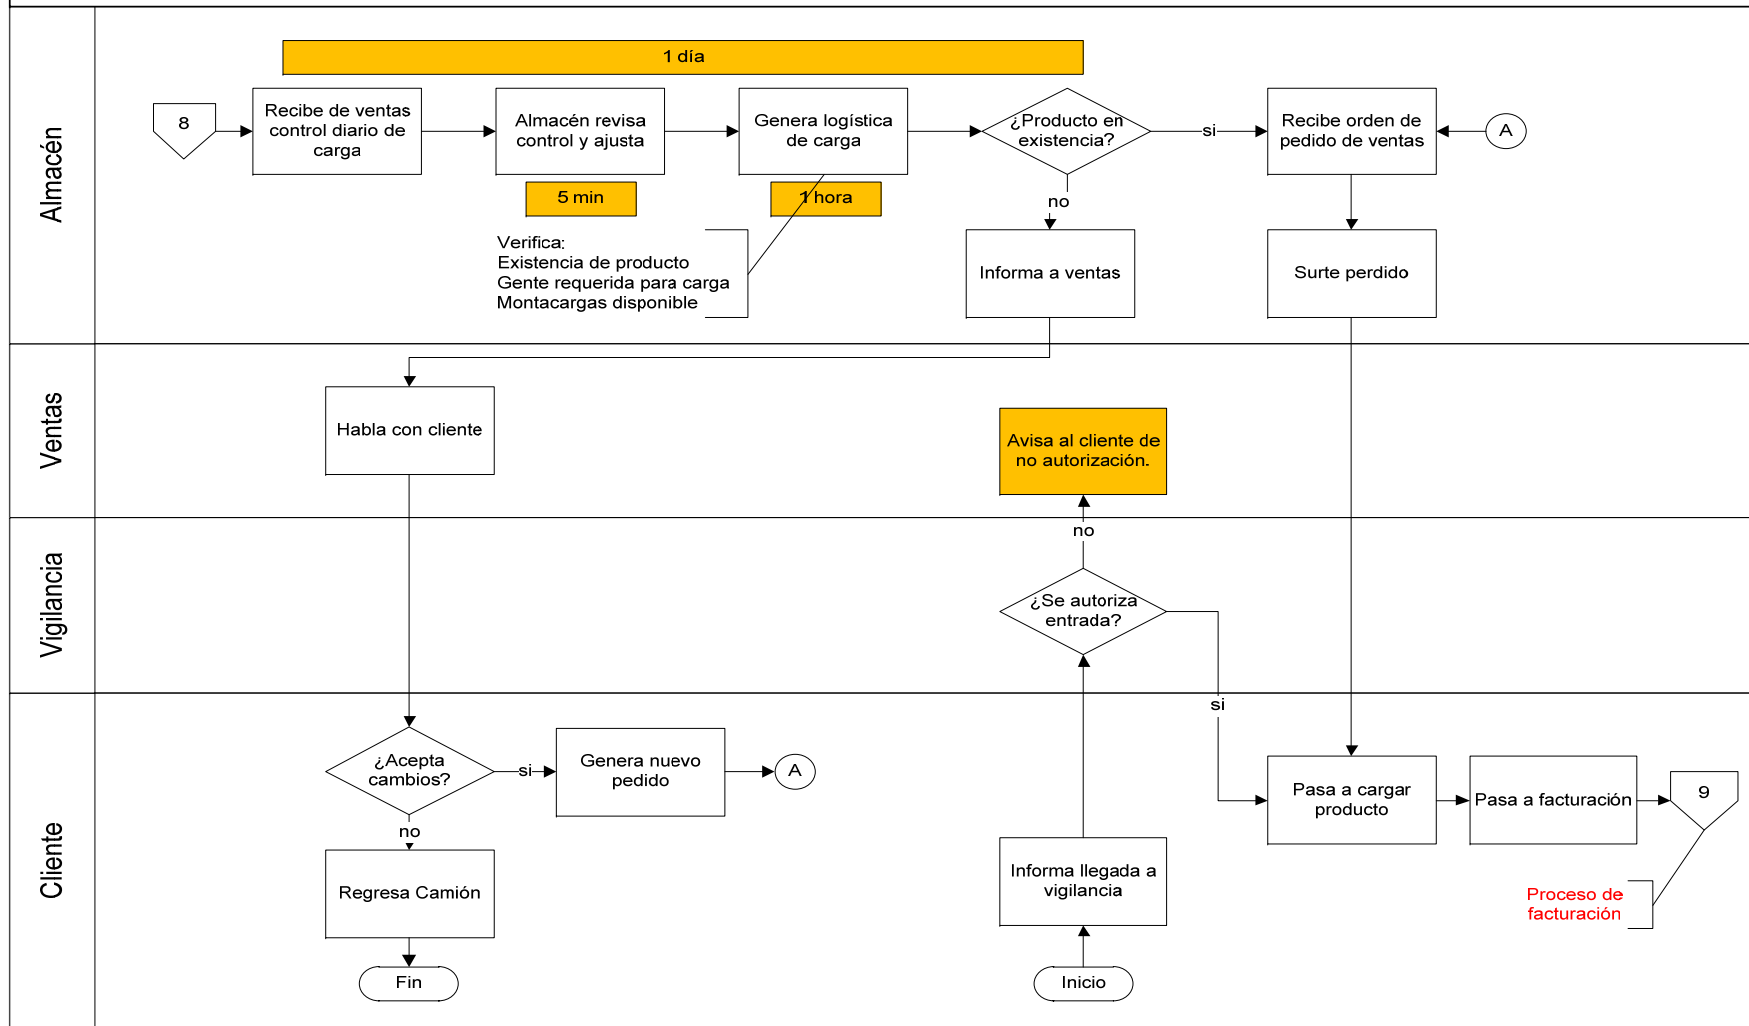 Almacén
1 día
8
Recibe de ventas
control diario de
carga
Almacén revisa
control y ajusta
Genera logística
de carga
¿Producto en
existencia?
si
Recibe orden de
pedido de ventas
A
5 min
1 hora
no
Verifica:
Existencia de producto
Gente requerida para carga
Montacargas disponible
Informa a ventas
Surte perdido
Ventas
Habla con cliente
Avisa al cliente de
no autorización.
Vigilancia
no
¿Se autoriza
entrada?
si
Cliente
¿Acepta
cambios?
si
Genera nuevo
pedido
A
no
Regresa Camión
Fin
Informa llegada a
vigilancia
Inicio
Pasa a cargar
producto
Pasa a facturación
9
Proceso de
facturación